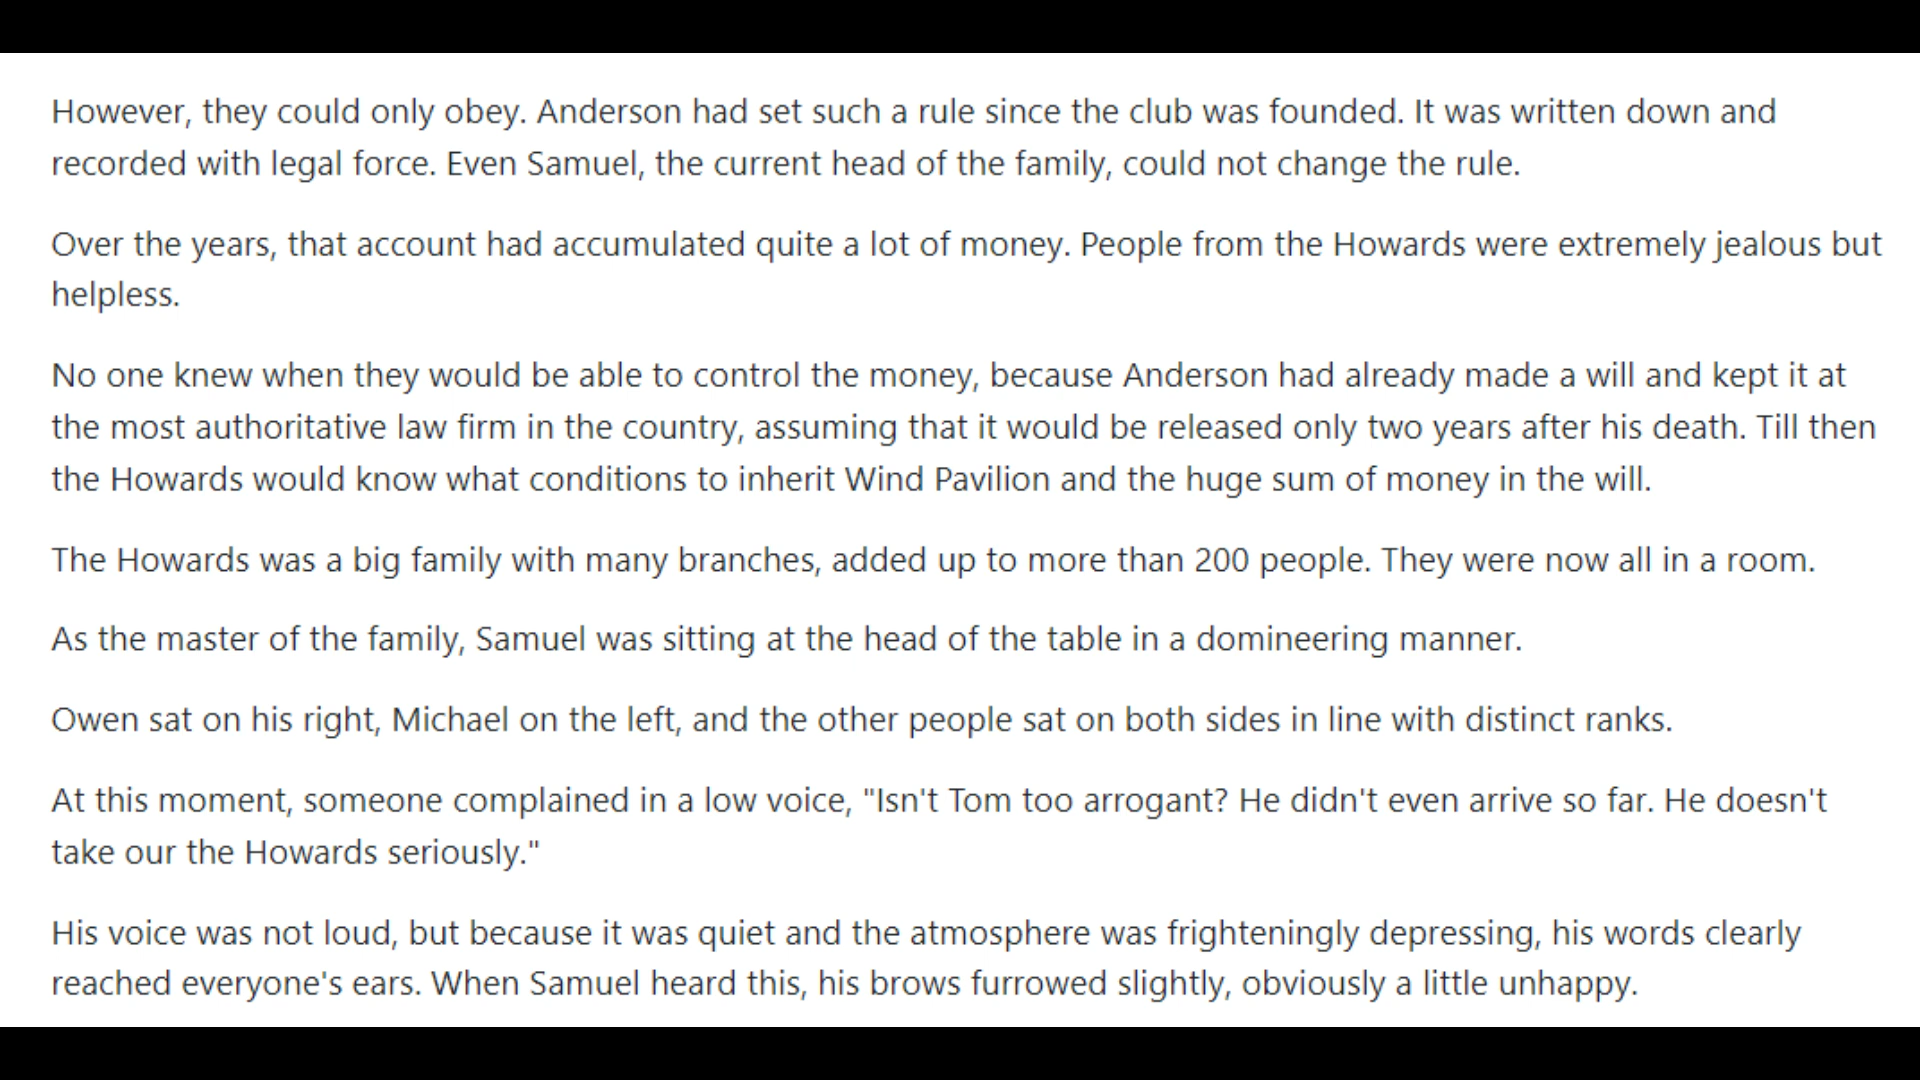 However, they could only obey. Anderson had set such a rule since the club was founded. It was written down and
recorded with legal force. Even Samuel, the current head of the family, could not change the rule.
Over the years, that account had accumulated quite a lot of money. People from the Howards were extremely jealous but
helpless.
No one knew when they would be able to control the money, because Anderson had already made a will and kept it at
the most authoritative law firm in the country, assuming that it would be released only two years after his death. Till then
the Howards would know what conditions to inherit Wind Pavilion and the huge sum of money in the will.
The Howards was a big family with many branches, added up to more than 200 people. They were now all in a room.
As the master of the family, Samuel was sitting at the head of the table in a domineering manner.
Owen sat on his right, Michael on the left, and the other people sat on both sides in line with distinct ranks.
At this moment, someone complained in a low voice, "Isn't Tom too arrogant? He didn't even arrive so far. He doesn't
take our the Howards seriously."
His voice was not loud, but because it was quiet and the atmosphere was frighteningly depressing, his words clearly
reached everyone's ears. When Samuel heard this, his brows furrowed slightly, obviously a little unhappy.